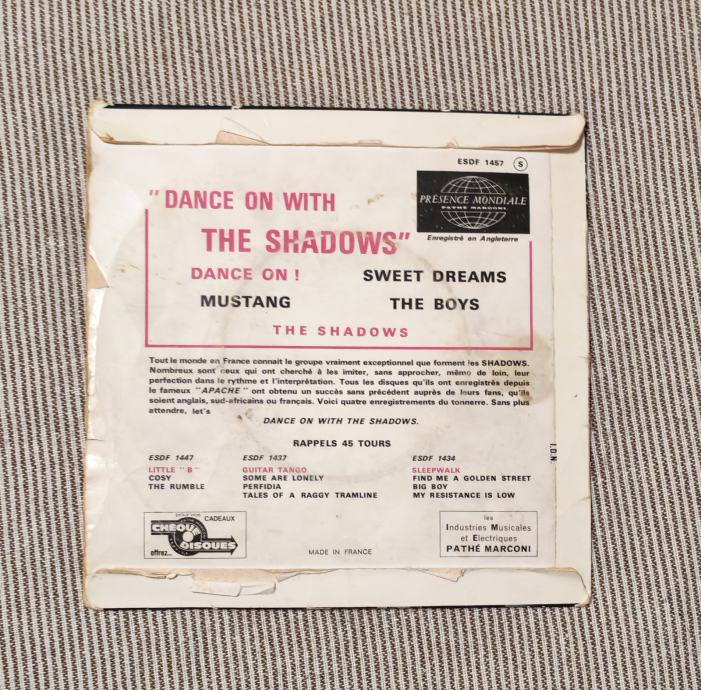 ESDF 1457 S
"DANCE ON WITH
THE SHADOWS"
PRÉSENCE MONDIALE
PATHÉ MARCONI
Enregistré en Angleterre
DANCE ON ! SWEET DREAMS
MUSTANG THE BOYS
THE SHADOWS
Tout le monde en France connait le groupe vraiment exceptionnel que forment les SHADOWS.
Nombreux sont ceux qui ont cherché à les imiter, sans approcher, même de loin, leur
perfection dans le rythme et l'interprétation. Tous les disques qu'ils ont enregistrés depuis
le fameux "APACHE" ont obtenu un succès sans précédent auprès de leurs fans, qu'ils
soient anglais, sud-africains ou français. Voici quatre enregistrements du tonnerre. Sans plus
attendre, let's
DANCE ON WITH THE SHADOWS.
RAPPELS 45 TOURS
ESDF 1447
LITTLE "B"
COSY
THE RUMBLE
ESDF 1437
GUITAR TANGO
SOME ARE LONELY
PERFIDIA
TALES OF A RAGGY TRAMLINE
ESDF 1434
SLEEPWALK
FIND ME A GOLDEN STREET
BIG BOY
MY RESISTANCE IS LOW
I.D.N.
pour vos CADEAUX
CHÈQUE
DISQUES
offrez...
MADE IN FRANCE
les
Industries Musicales
et Electriques
PATHÉ MARCONI